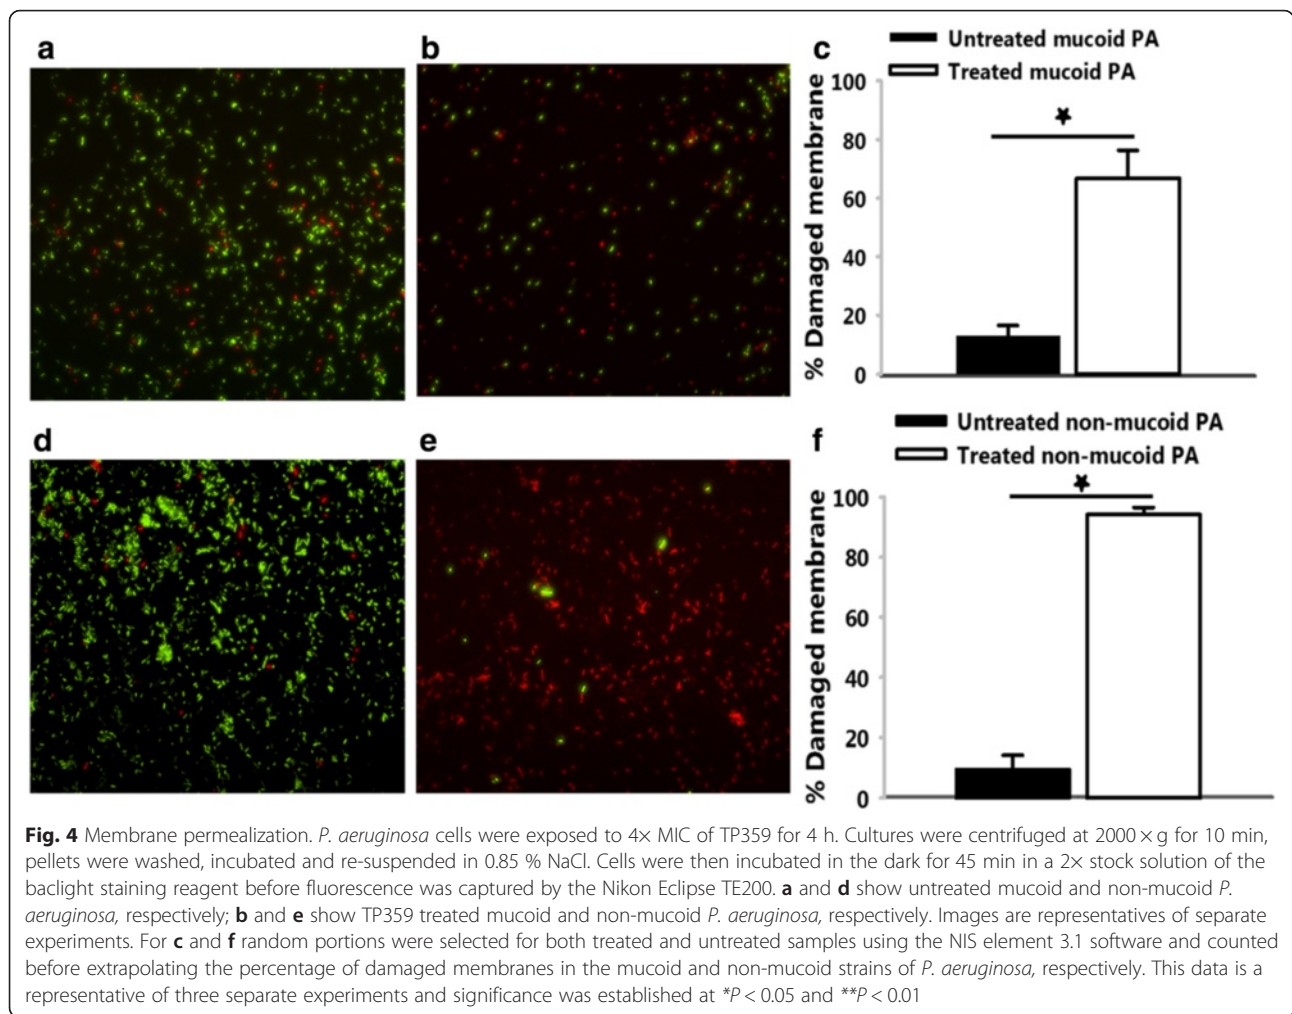 a
b
c
Untreated mucoid PA
Treated mucoid PA
% Damaged membrane
100
80
60
40
20
0
d
e
f
Untreated non-mucoid PA
Treated non-mucoid PA
% Damaged membrane
100
80
60
40
20
0
Fig. 4 Membrane permealization. P. aeruginosa cells were exposed to 4× MIC of TP359 for 4 h. Cultures were centrifuged at 2000 × g for 10 min,
pellets were washed, incubated and re-suspended in 0.85 % NaCl. Cells were then incubated in the dark for 45 min in a 2× stock solution of the
baclight staining reagent before fluorescence was captured by the Nikon Eclipse TE200. a and d show untreated mucoid and non-mucoid P.
aeruginosa, respectively; b and e show TP359 treated mucoid and non-mucoid P. aeruginosa, respectively. Images are representatives of separate
experiments. For c and f random portions were selected for both treated and untreated samples using the NIS element 3.1 software and counted
before extrapolating the percentage of damaged membranes in the mucoid and non-mucoid strains of P. aeruginosa, respectively. This data is a
representative of three separate experiments and significance was established at *P < 0.05 and **P < 0.01